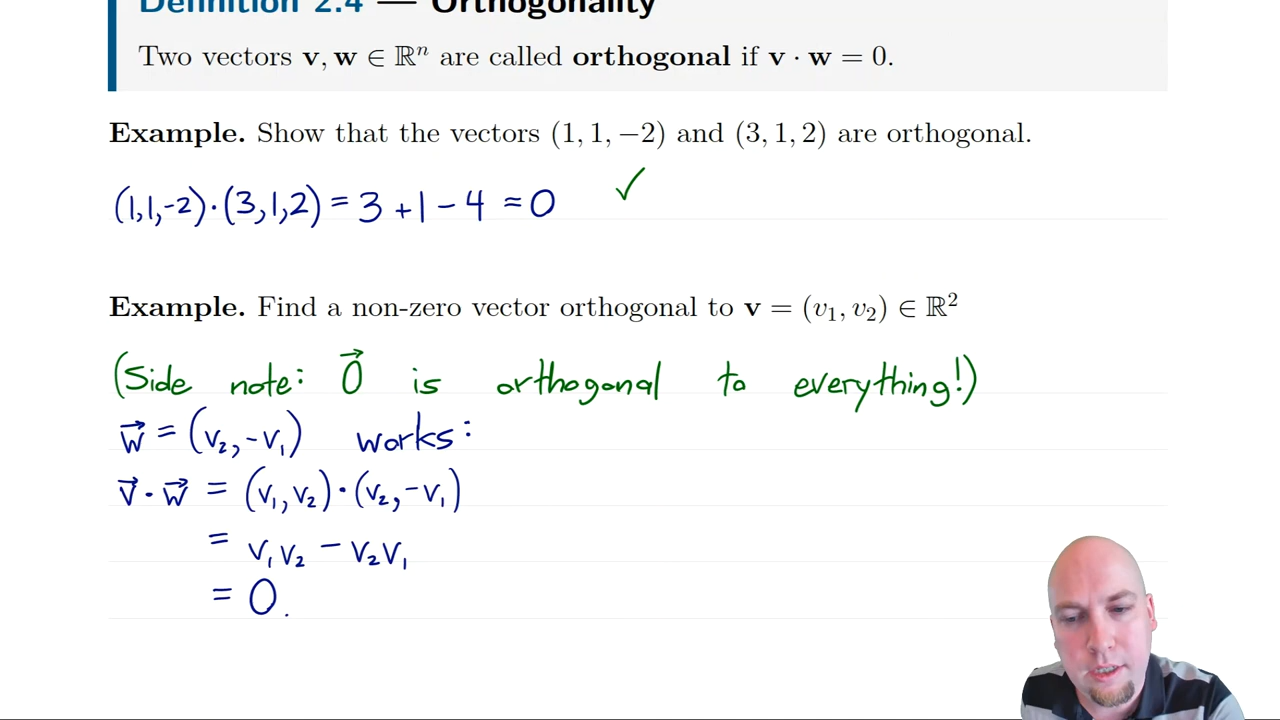 Definition 2.4 — Orthogonality
Two vectors v, w ∈ ℝⁿ are called orthogonal if v · w = 0.
Example. Show that the vectors (1, 1, −2) and (3, 1, 2) are orthogonal.
(1,1,-2)·(3,1,2) = 3 + 1 − 4 = 0 ✓
Example. Find a non-zero vector orthogonal to v = (v₁, v₂) ∈ ℝ²
(Side note: 0⃗ is orthogonal to everything!)
w⃗ = (v₂, -v₁) works:
v⃗ · w⃗ = (v₁, v₂)·(v₂, -v₁)
= v₁v₂ − v₂v₁
= 0.